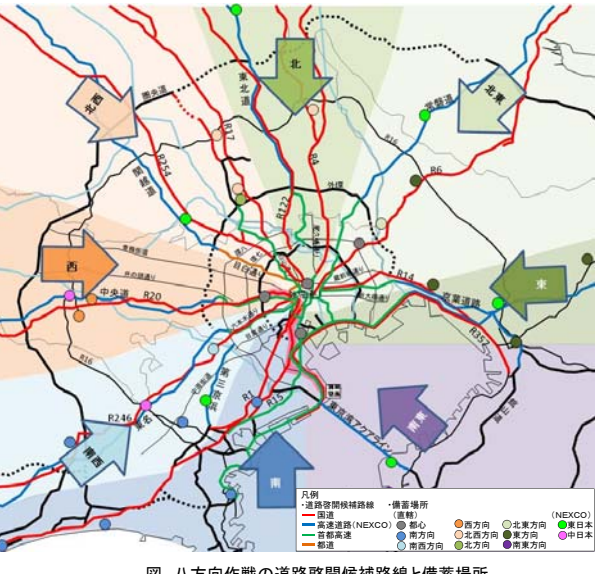 北
北西
北東
圏央道
東北道
常磐道
R17
R16
R254
R4
R6
関越道
外環
R122
目白通り
西
東
中央道
R20
R14
京葉道路
R357
R16
第三京浜
R1
R15
東京湾アクアライン
館山道
R246
東名
南西
南
南東
凡例
・道路啓開候補路線
・備蓄場所
国道
高速道路(NEXCO)
首都高速
都道
(直轄)
都心
南方向
南西方向
西方向
北西方向
北方向
北東方向
東方向
南東方向
(NEXCO)
東日本
中日本
図 八方向作戦の道路啓開候補路線と備蓄場所